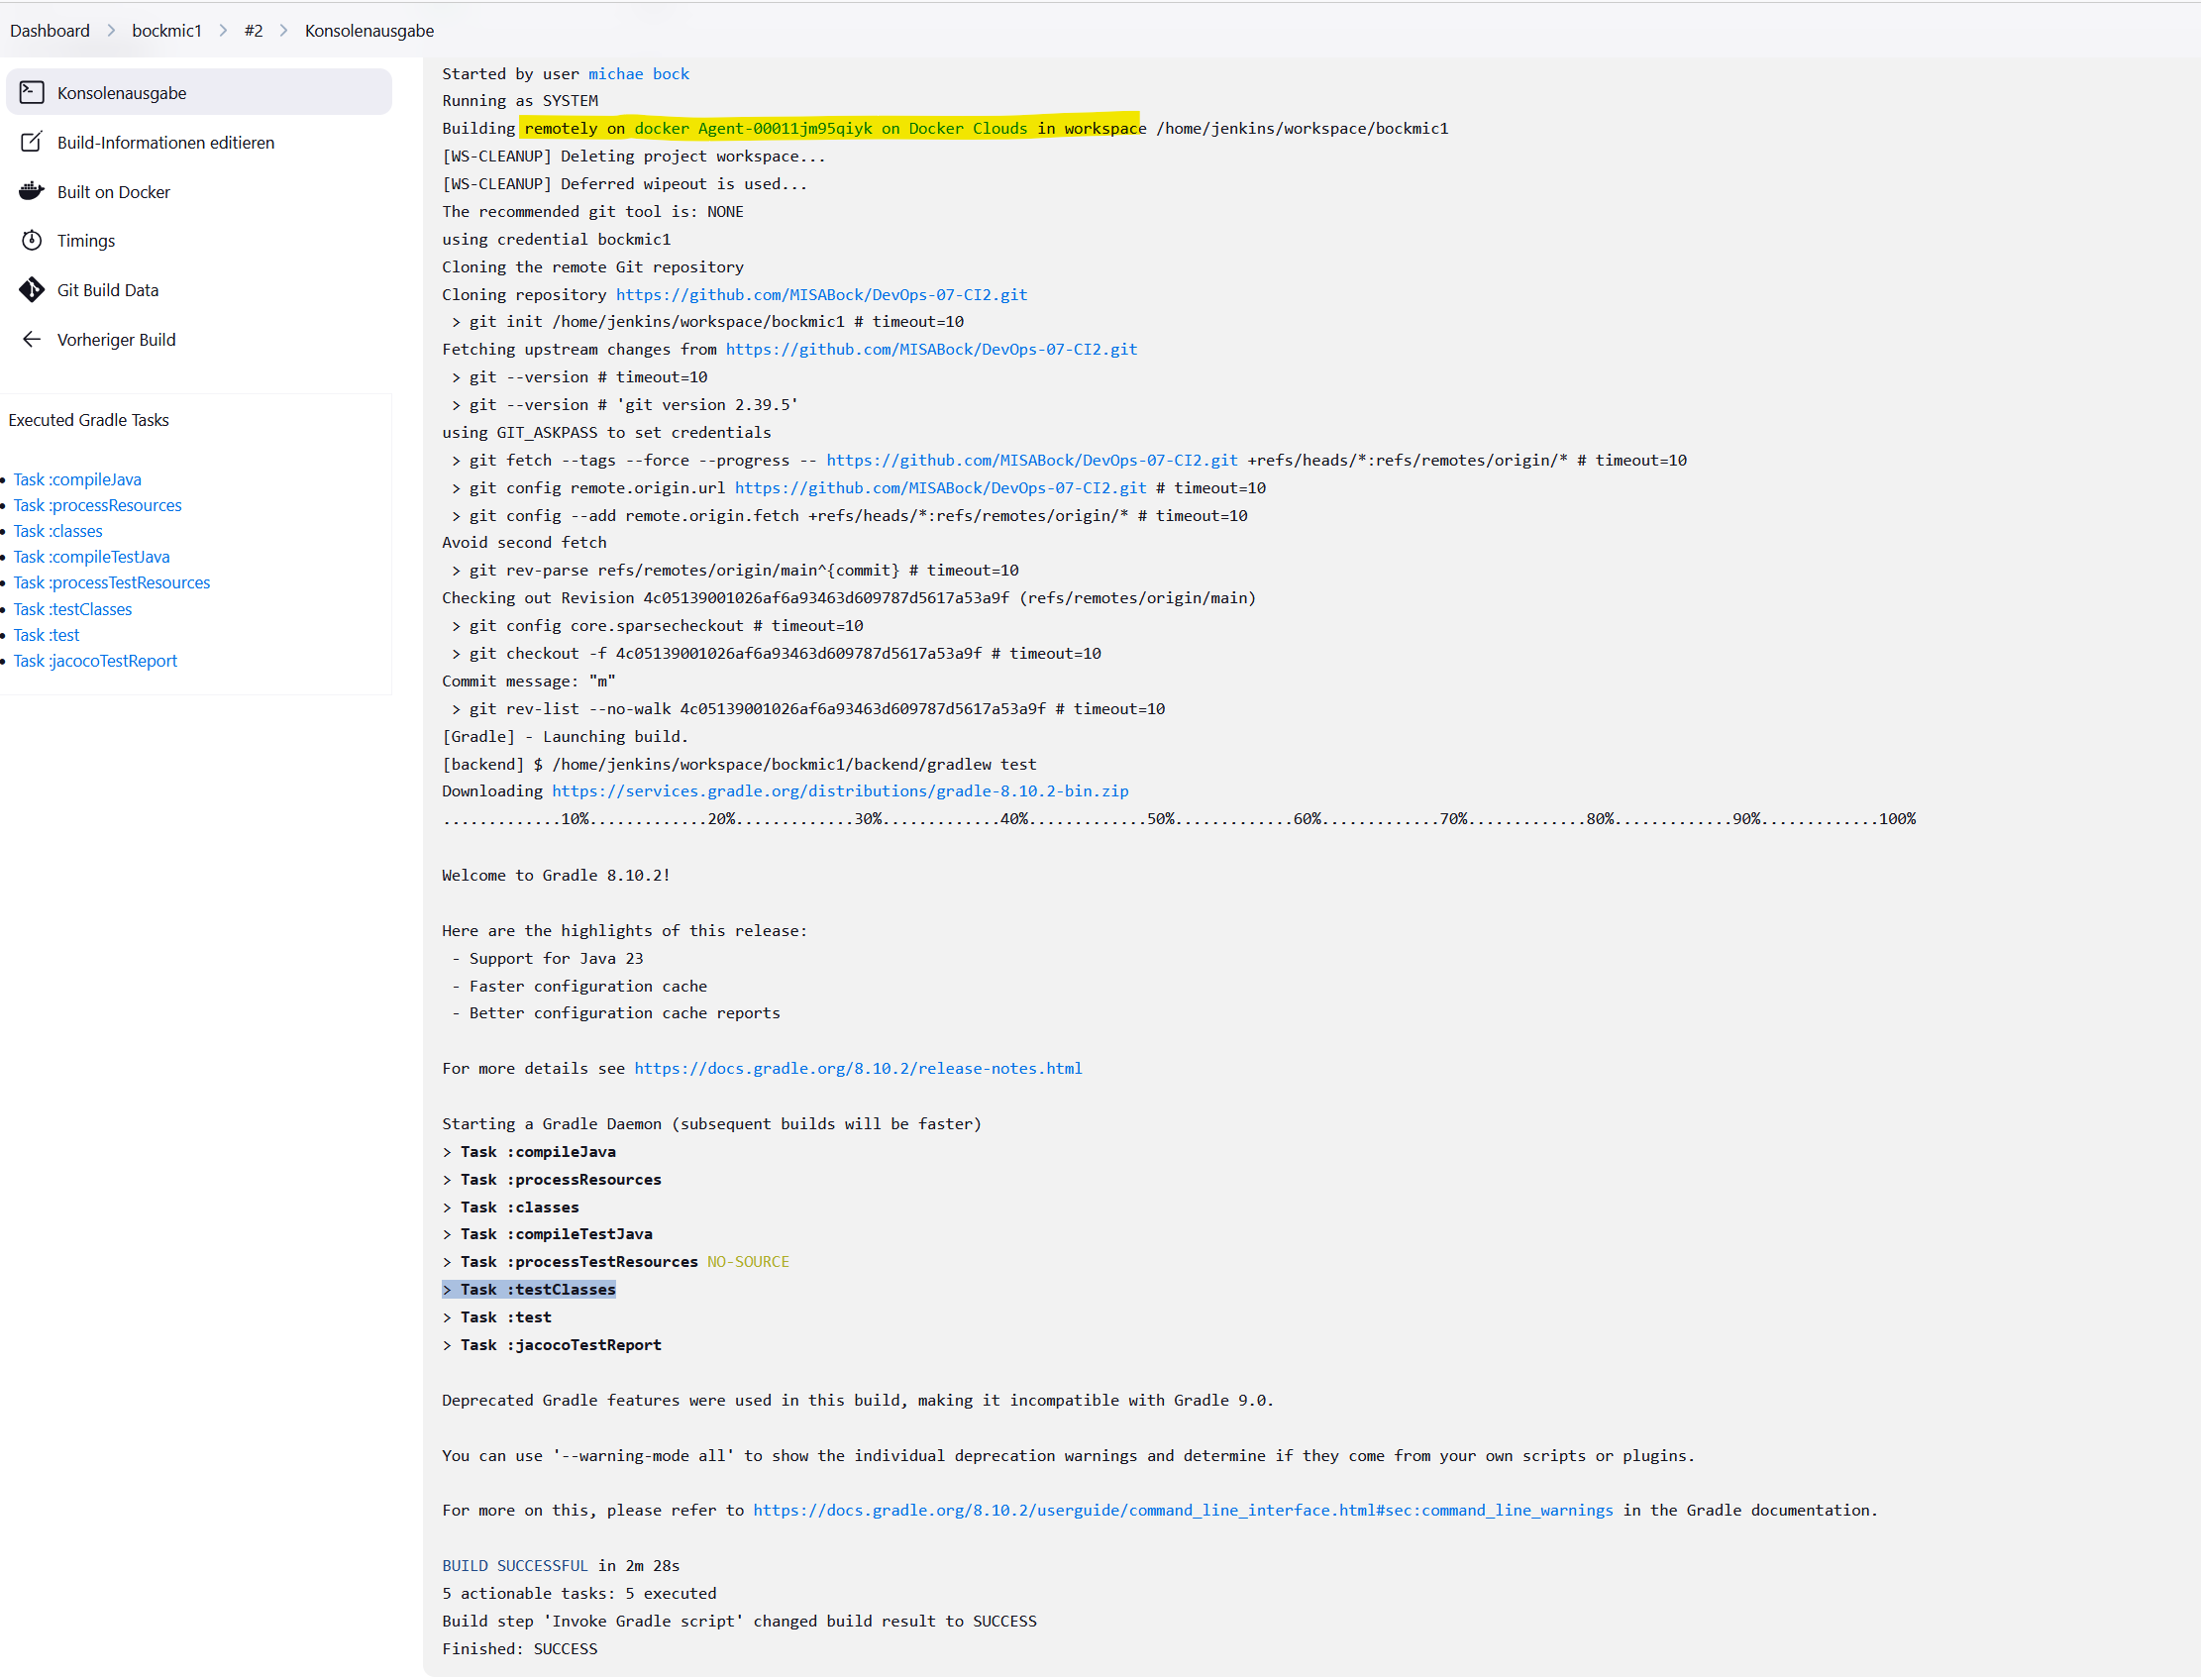 Dashboard > bockmic1 > #2 > Konsolenausgabe
Konsolenausgabe
Build-Informationen editieren
Built on Docker
Timings
Git Build Data
Vorheriger Build
Executed Gradle Tasks
Task :compileJava
Task :processResources
Task :classes
Task :compileTestJava
Task :processTestResources
Task :testClasses
Task :test
Task :jacocoTestReport
Started by user michae bock
Running as SYSTEM
Building remotely on docker Agent-00011jm95qiyk on Docker Clouds in workspace /home/jenkins/workspace/bockmic1
[WS-CLEANUP] Deleting project workspace...
[WS-CLEANUP] Deferred wipeout is used...
The recommended git tool is: NONE
using credential bockmic1
Cloning the remote Git repository
Cloning repository https://github.com/MISABock/DevOps-07-CI2.git
 > git init /home/jenkins/workspace/bockmic1 # timeout=10
Fetching upstream changes from https://github.com/MISABock/DevOps-07-CI2.git
 > git --version # timeout=10
 > git --version # 'git version 2.39.5'
using GIT_ASKPASS to set credentials
 > git fetch --tags --force --progress -- https://github.com/MISABock/DevOps-07-CI2.git +refs/heads/*:refs/remotes/origin/* # timeout=10
 > git config remote.origin.url https://github.com/MISABock/DevOps-07-CI2.git # timeout=10
 > git config --add remote.origin.fetch +refs/heads/*:refs/remotes/origin/* # timeout=10
Avoid second fetch
 > git rev-parse refs/remotes/origin/main^{commit} # timeout=10
Checking out Revision 4c05139001026af6a93463d609787d5617a53a9f (refs/remotes/origin/main)
 > git config core.sparsecheckout # timeout=10
 > git checkout -f 4c05139001026af6a93463d609787d5617a53a9f # timeout=10
Commit message: "m"
 > git rev-list --no-walk 4c05139001026af6a93463d609787d5617a53a9f # timeout=10
[Gradle] - Launching build.
[backend] $ /home/jenkins/workspace/bockmic1/backend/gradlew test
Downloading https://services.gradle.org/distributions/gradle-8.10.2-bin.zip
.............10%.............20%.............30%.............40%.............50%.............60%.............70%.............80%.............90%.............100%
Welcome to Gradle 8.10.2!
Here are the highlights of this release:
 - Support for Java 23
 - Faster configuration cache
 - Better configuration cache reports
For more details see https://docs.gradle.org/8.10.2/release-notes.html
Starting a Gradle Daemon (subsequent builds will be faster)
> Task :compileJava
> Task :processResources
> Task :classes
> Task :compileTestJava
> Task :processTestResources NO-SOURCE
> Task :testClasses
> Task :test
> Task :jacocoTestReport
Deprecated Gradle features were used in this build, making it incompatible with Gradle 9.0.
You can use '--warning-mode all' to show the individual deprecation warnings and determine if they come from your own scripts or plugins.
For more on this, please refer to https://docs.gradle.org/8.10.2/userguide/command_line_interface.html#sec:command_line_warnings in the Gradle documentation.
BUILD SUCCESSFUL in 2m 28s
5 actionable tasks: 5 executed
Build step 'Invoke Gradle script' changed build result to SUCCESS
Finished: SUCCESS